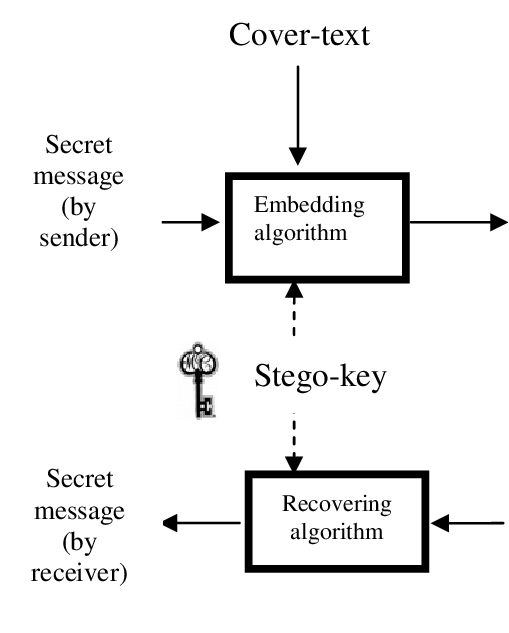 Cover-text
Secret
message
(by
sender)
Embedding
algorithm
Stego-key
Secret
message
(by
receiver)
Recovering
algorithm